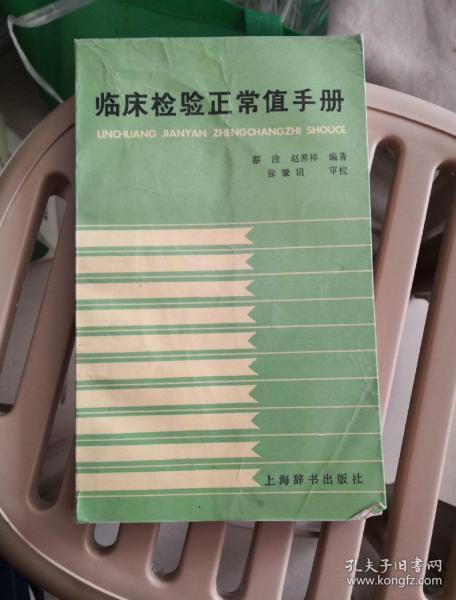 临床检验正常值手册
LINCHUANG JIANYAN ZHENGCHANGZHI SHOUCE
蔡淦 赵善祥 编著
徐肇玥 审校
上海辞书出版社
孔夫子旧书网
www.kongfz.com